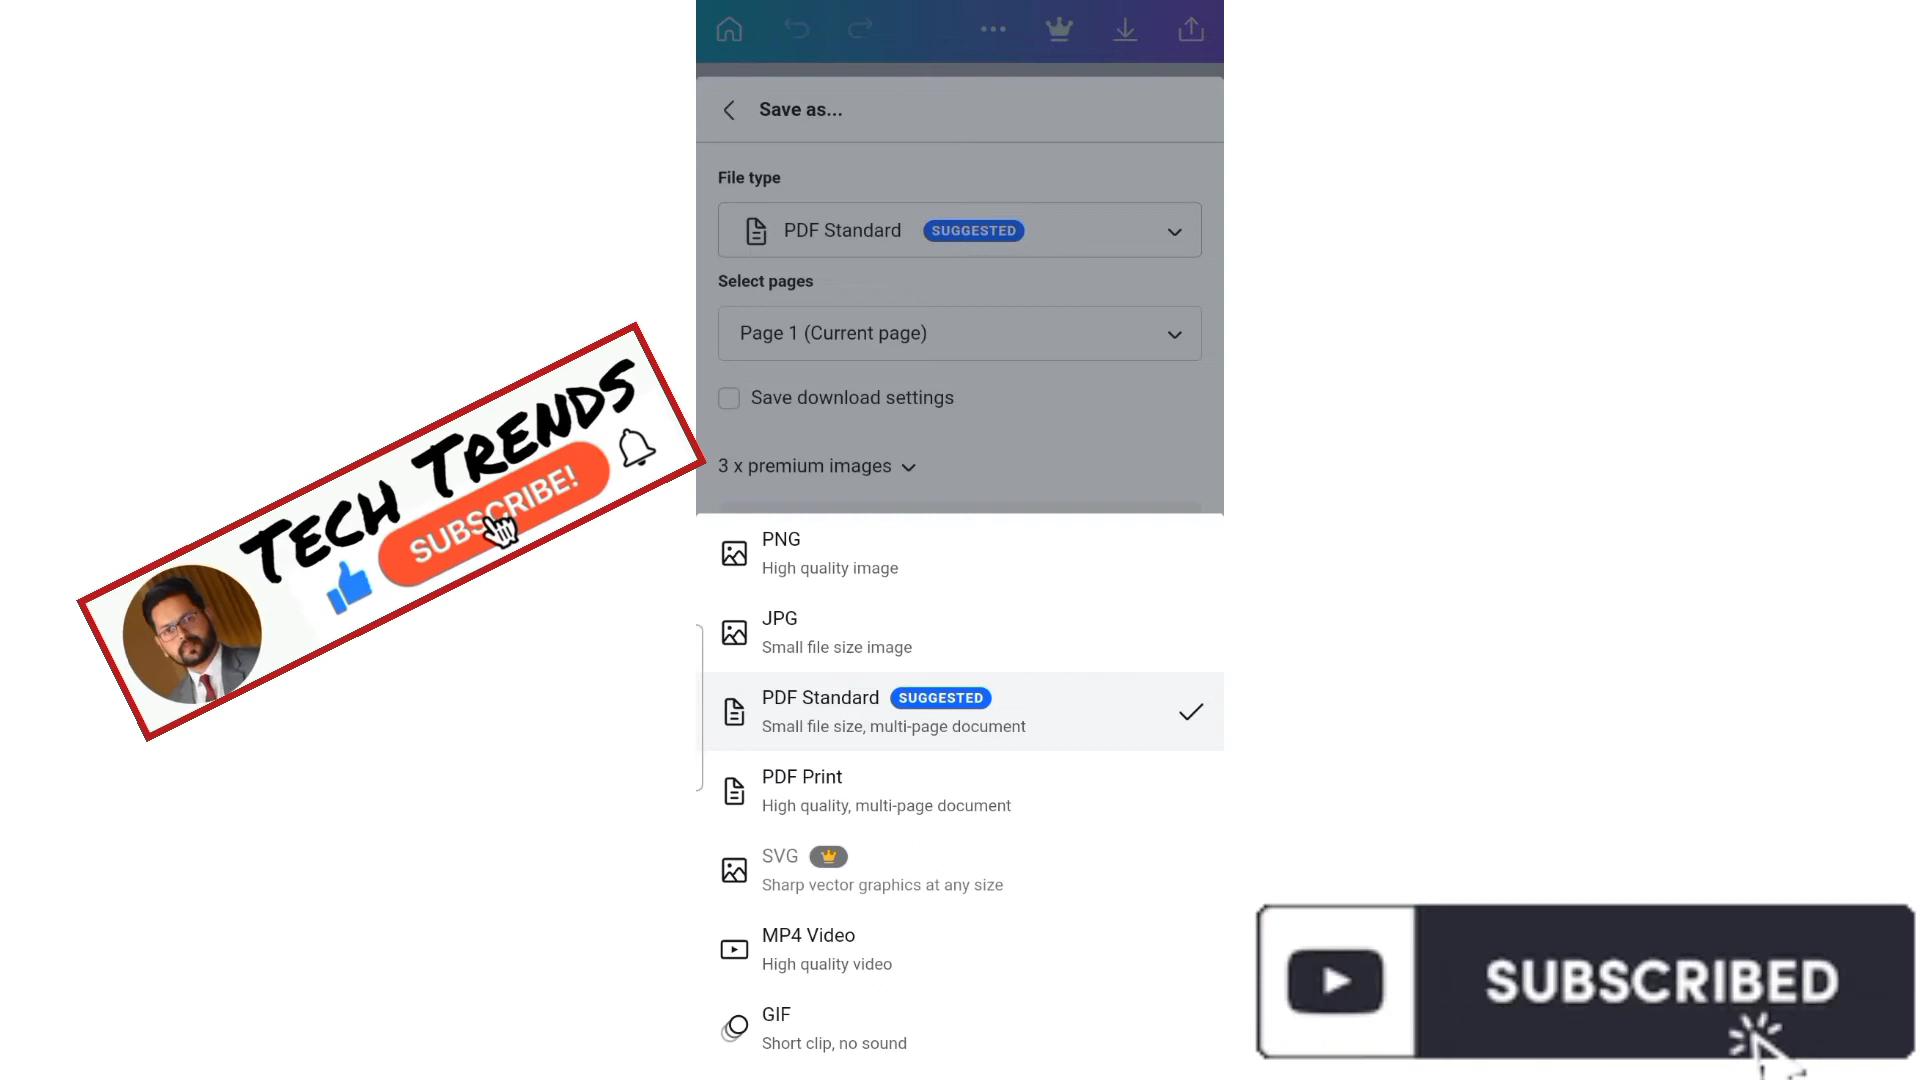 Save as...
File type
PDF Standard SUGGESTED
Select pages
Page 1 (Current page)
Save download settings
3 x premium images
PNG
High quality image
JPG
Small file size image
PDF Standard SUGGESTED
Small file size, multi-page document
PDF Print
High quality, multi-page document
SVG
Sharp vector graphics at any size
MP4 Video
High quality video
GIF
Short clip, no sound
TECH TRENDS
SUBSCRIBE!
SUBSCRIBED